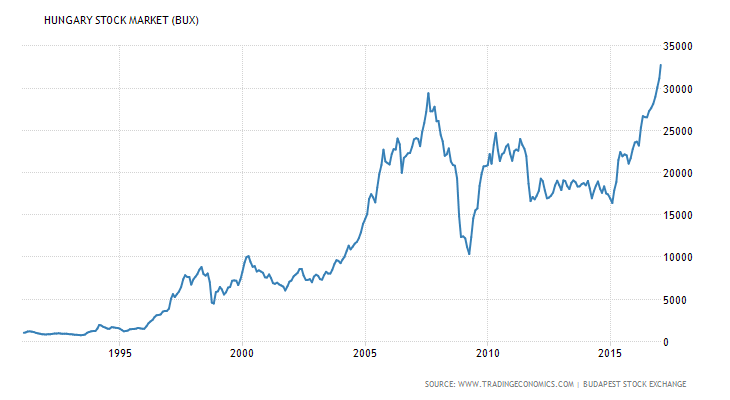 HUNGARY STOCK MARKET (BUX)
35000
30000
25000
20000
15000
10000
5000
0
1995 2000 2005 2010 2015
SOURCE: WWW.TRADINGECONOMICS.COM | BUDAPEST STOCK EXCHANGE